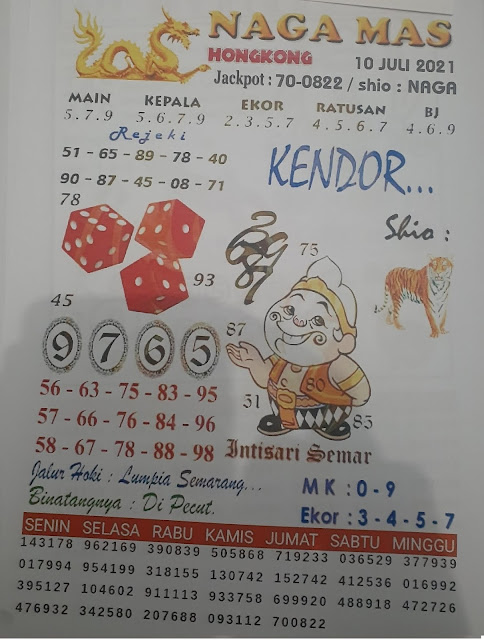 NAGA MAS
HONGKONG 10 JULI 2021
Jackpot : 70-0822 / shio : NAGA
MAIN KEPALA EKOR RATUSAN BJ
5.7.9 5.6.7.9 2.3.5.7 4.5.6.7 4.6.9
Rejeki
51 - 65 - 89 - 78 - 40
90 - 87 - 45 - 08 - 71
KENDOR...
78
Shio :
75
93
45
87
9 7 6 5
80
51
85
56 - 63 - 75 - 83 - 95
57 - 66 - 76 - 84 - 96
58 - 67 - 78 - 88 - 98
Intisari Semar
Jalur Hoki : Lumpia Semarang...
Binatangnya : Di Pecut.
MK : 0 - 9
Ekor : 3 - 4 - 5 - 7
SENIN SELASA RABU KAMIS JUMAT SABTU MINGGU
143178 962169 390839 505868 719233 036529 377939
017994 954199 318155 130742 152742 412536 016992
395127 104602 911113 933758 699920 488918 472726
476932 342580 207688 093112 700822